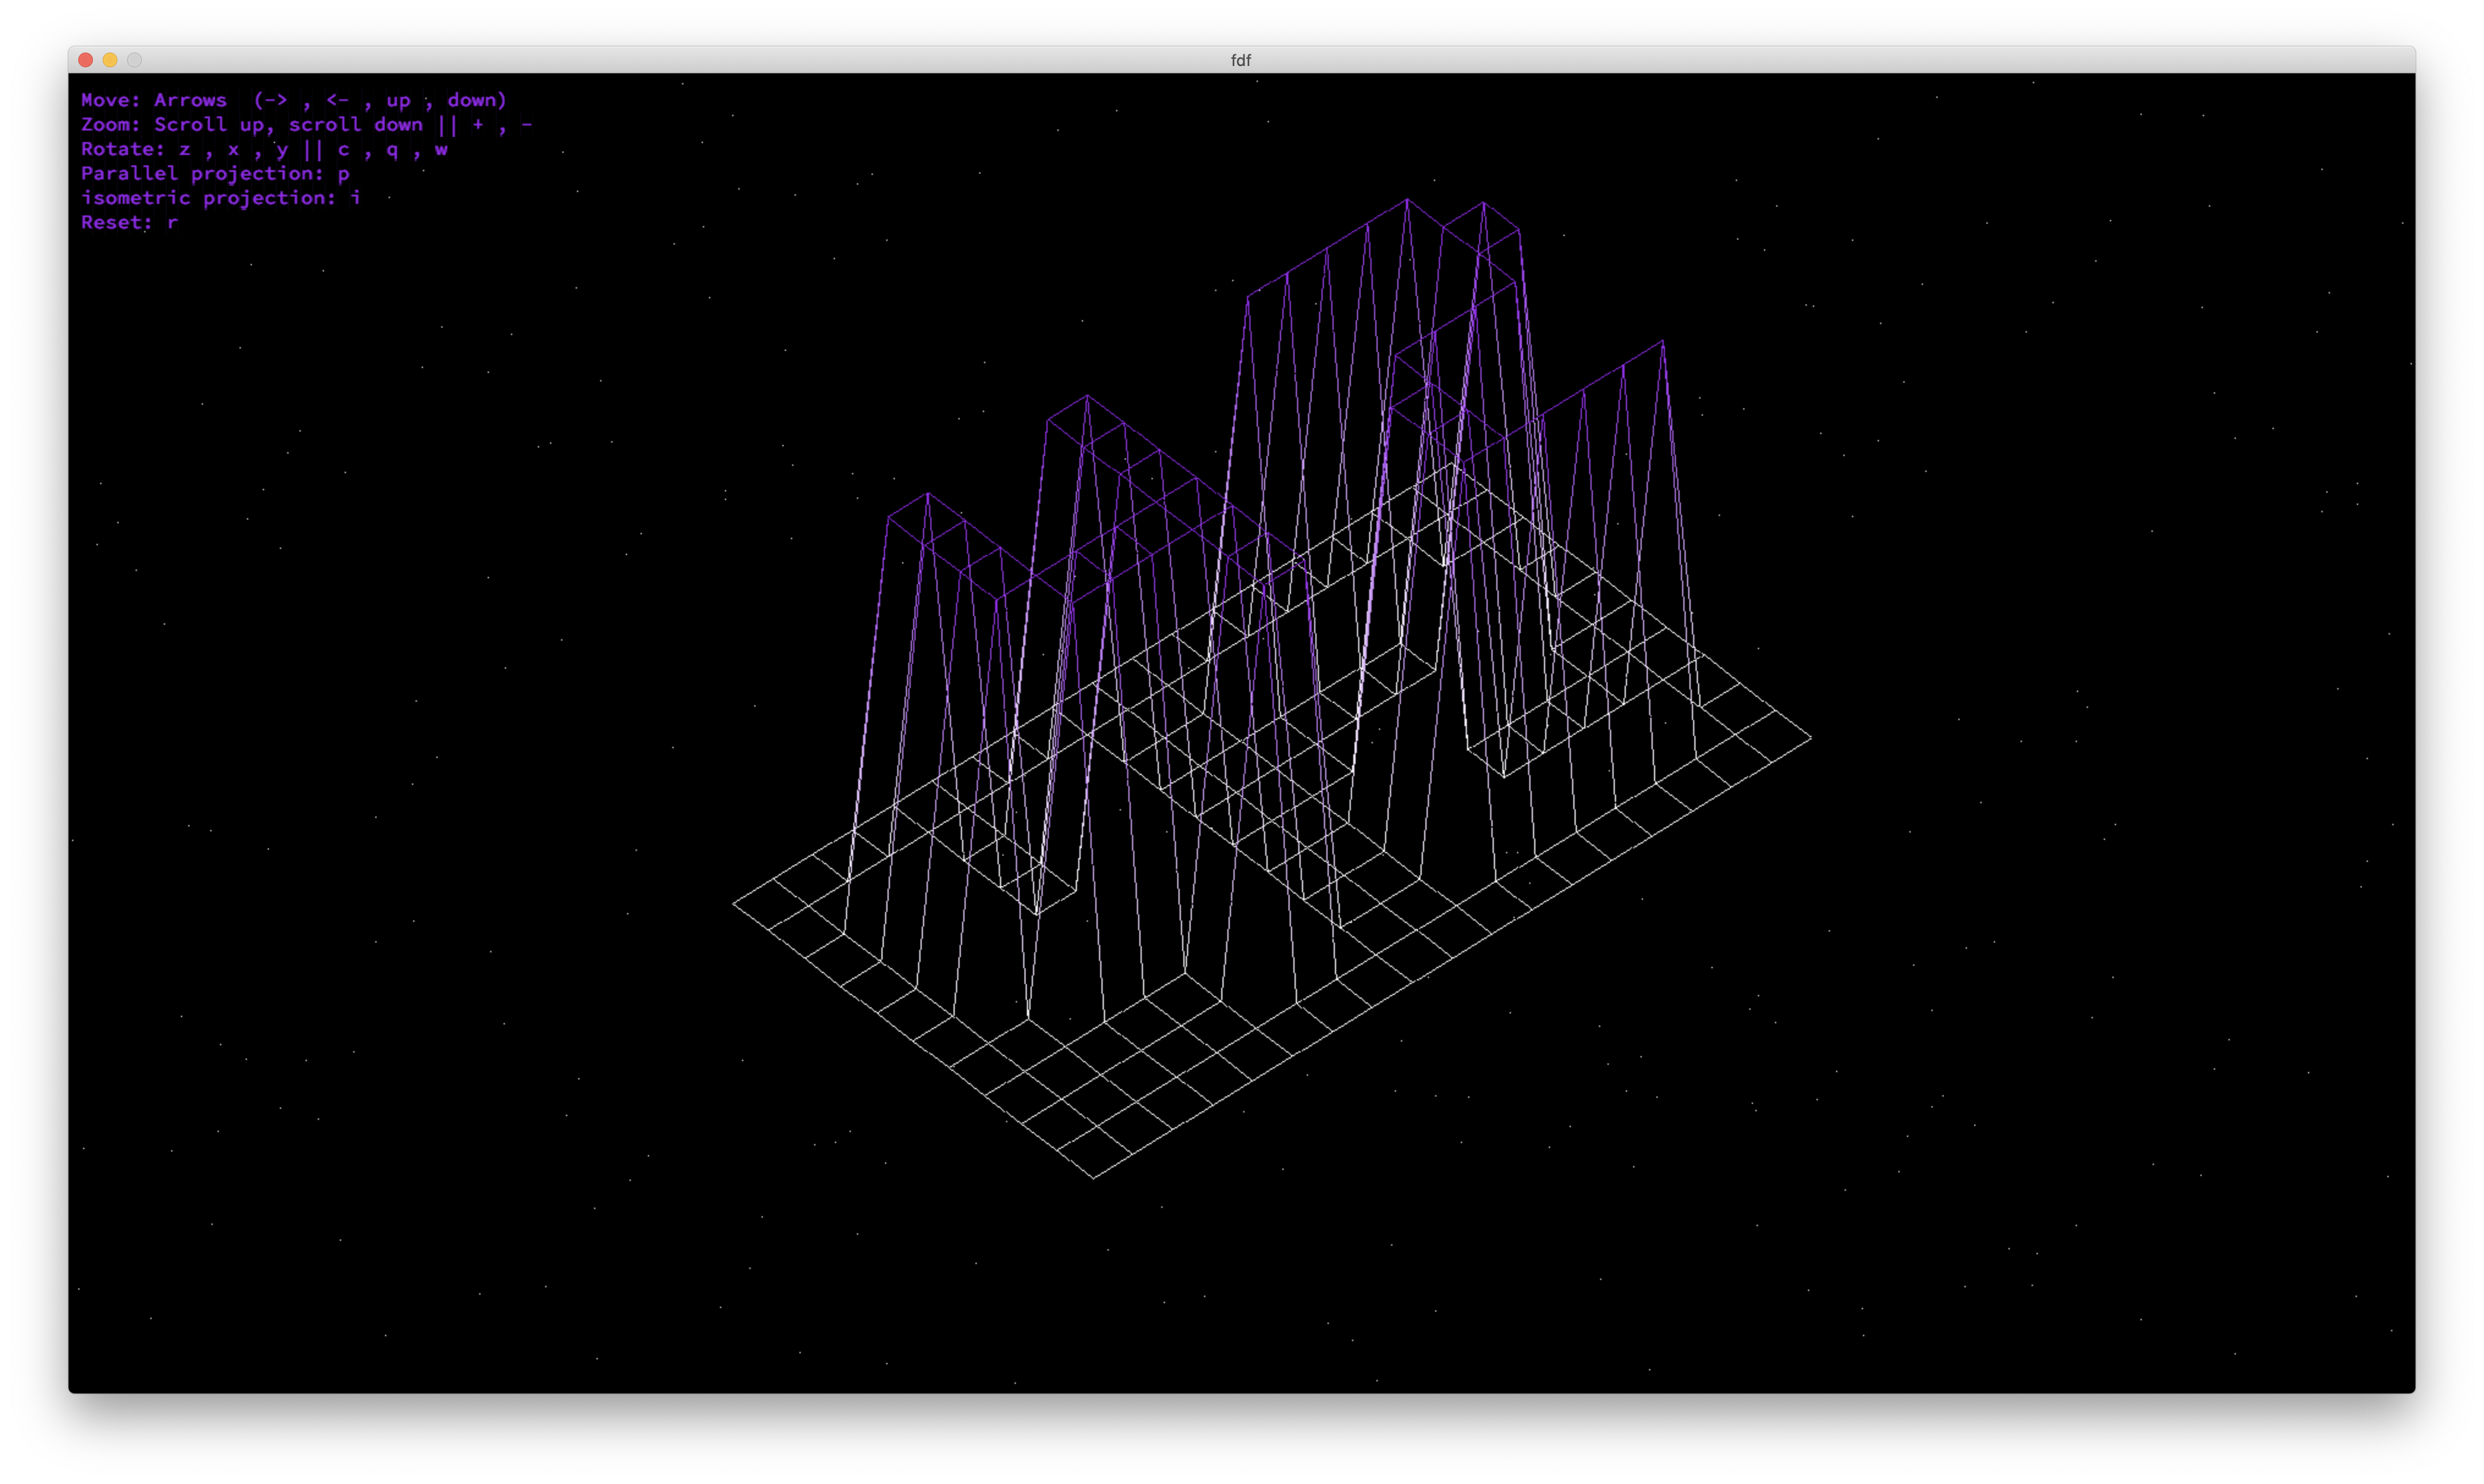 fdf
Move: Arrows  (-> , <- , up , down)
Zoom: Scroll up, scroll down || + , -
Rotate: z , x , y || c , q , w
Parallel projection: p
isometric projection: i
Reset: r